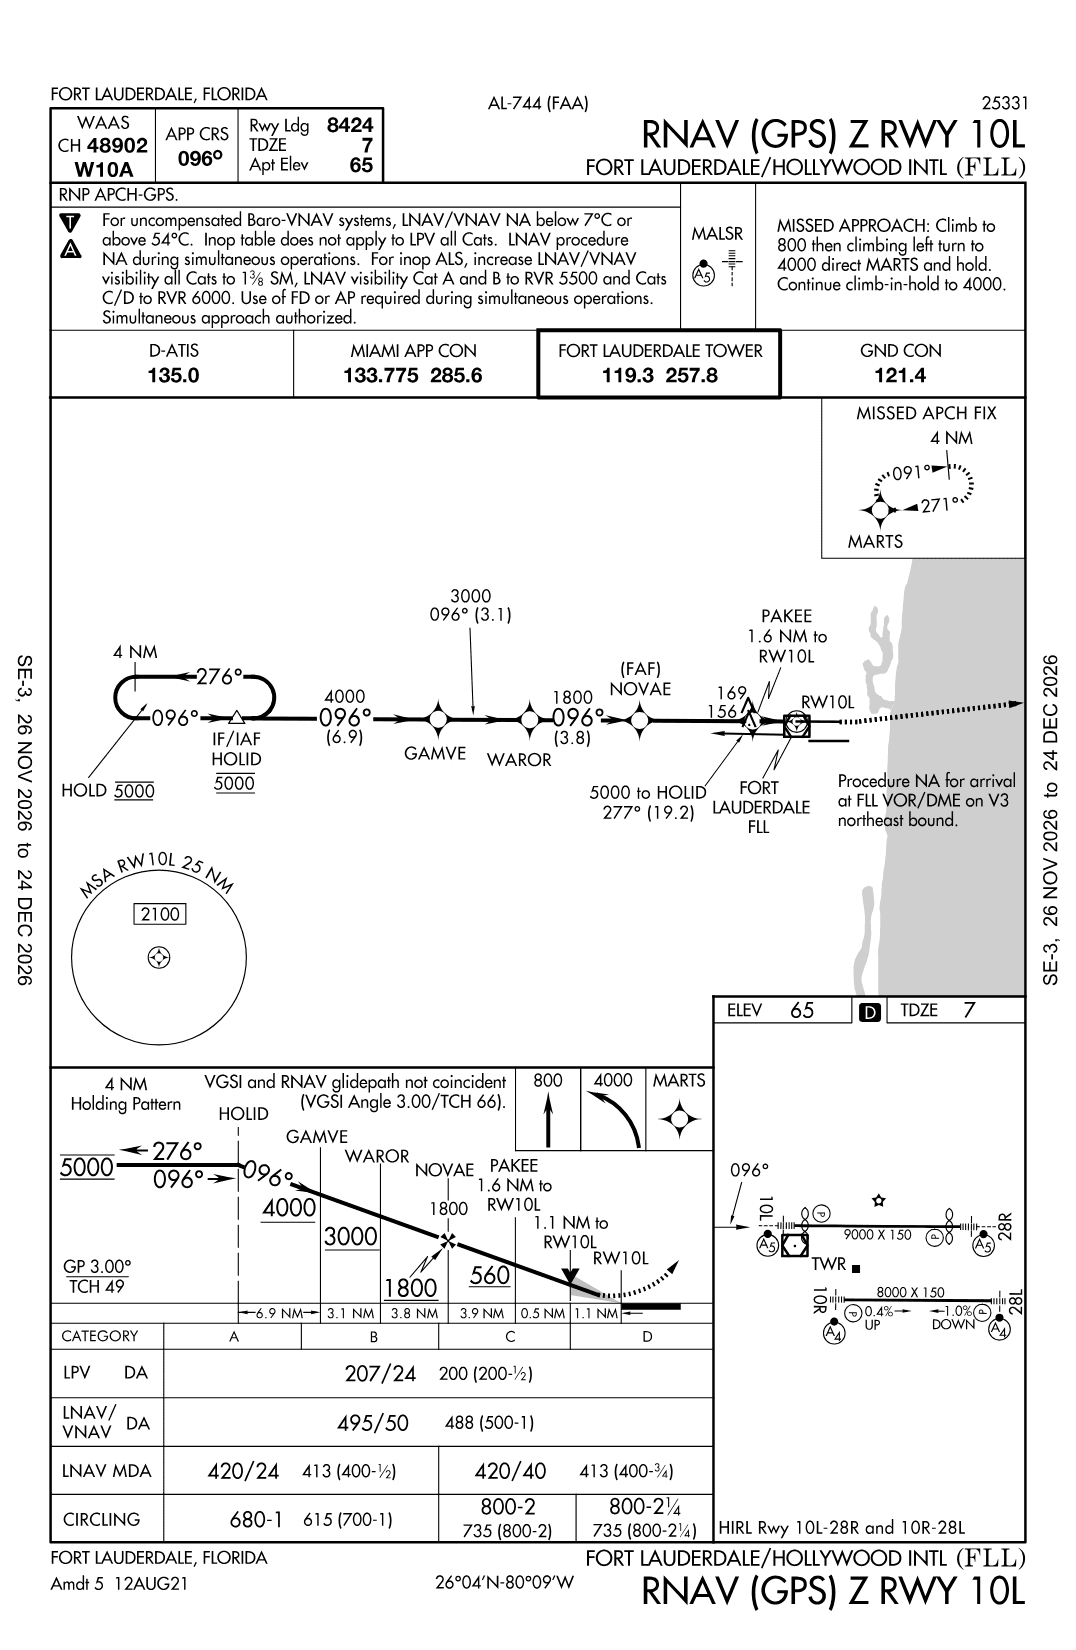 FORT LAUDERDALE, FLORIDA
AL-744 (FAA)
25331
WAAS
CH 48902
W10A
APP CRS
096°
Rwy Ldg 8424
TDZE 7
Apt Elev 65
RNAV (GPS) Z RWY 10L
FORT LAUDERDALE/HOLLYWOOD INTL (FLL)
RNP APCH-GPS.
T
A
For uncompensated Baro-VNAV systems, LNAV/VNAV NA below 7°C or
above 54°C. Inop table does not apply to LPV all Cats. LNAV procedure
NA during simultaneous operations. For inop ALS, increase LNAV/VNAV
visibility all Cats to 1⅜ SM, LNAV visibility Cat A and B to RVR 5500 and Cats
C/D to RVR 6000. Use of FD or AP required during simultaneous operations.
Simultaneous approach authorized.
MALSR
A5
MISSED APPROACH: Climb to
800 then climbing left turn to
4000 direct MARTS and hold.
Continue climb-in-hold to 4000.
D-ATIS
135.0
MIAMI APP CON
133.775 285.6
FORT LAUDERDALE TOWER
119.3 257.8
GND CON
121.4
MISSED APCH FIX
4 NM
091°
271°
MARTS
3000
096° (3.1)
PAKEE
1.6 NM to
RW10L
4 NM
276°
096°
IF/IAF
HOLID
5000
HOLD 5000
4000
096°
(6.9)
GAMVE
WAROR
1800
096°
(3.8)
(FAF)
NOVAE
169
156
RW10L
5000 to HOLID
277° (19.2)
FORT
LAUDERDALE
FLL
Procedure NA for arrival
at FLL VOR/DME on V3
northeast bound.
MSA RW10L 25 NM
2100
SE-3, 26 NOV 2026 to 24 DEC 2026
SE-3, 26 NOV 2026 to 24 DEC 2026
ELEV 65
D
TDZE 7
096°
10L
P
9000 X 150
P
28R
A5
A5
TWR
10R
8000 X 150
28L
P
0.4%
UP
1.0%
DOWN
P
A4
A4
HIRL Rwy 10L-28R and 10R-28L
4 NM
Holding Pattern
VGSI and RNAV glidepath not coincident
(VGSI Angle 3.00/TCH 66).
800
4000
MARTS
HOLID
GAMVE
WAROR
NOVAE
1800
PAKEE
1.6 NM to
RW10L
1.1 NM to
RW10L
RW10L
5000
276°
096°
096°
4000
3000
1800
560
GP 3.00°
TCH 49
6.9 NM
3.1 NM
3.8 NM
3.9 NM
0.5 NM
1.1 NM
CATEGORY A B C D
LPV DA 207/24 200 (200-½)
LNAV/
VNAV DA 495/50 488 (500-1)
LNAV MDA 420/24 413 (400-½) 420/40 413 (400-¾)
CIRCLING 680-1 615 (700-1) 800-2 735 (800-2) 800-2¼ 735 (800-2¼)
FORT LAUDERDALE, FLORIDA
Amdt 5 12AUG21
26°04'N-80°09'W
FORT LAUDERDALE/HOLLYWOOD INTL (FLL)
RNAV (GPS) Z RWY 10L